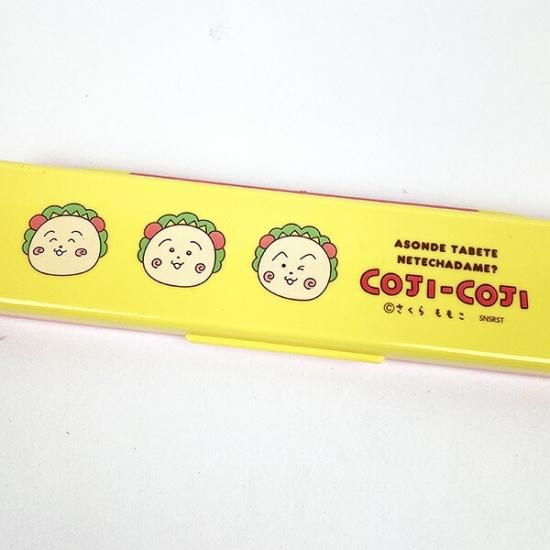 ASONDE TABETE
NETECHADAME?
COJI-COJI
©さくら ももこ SNSRST